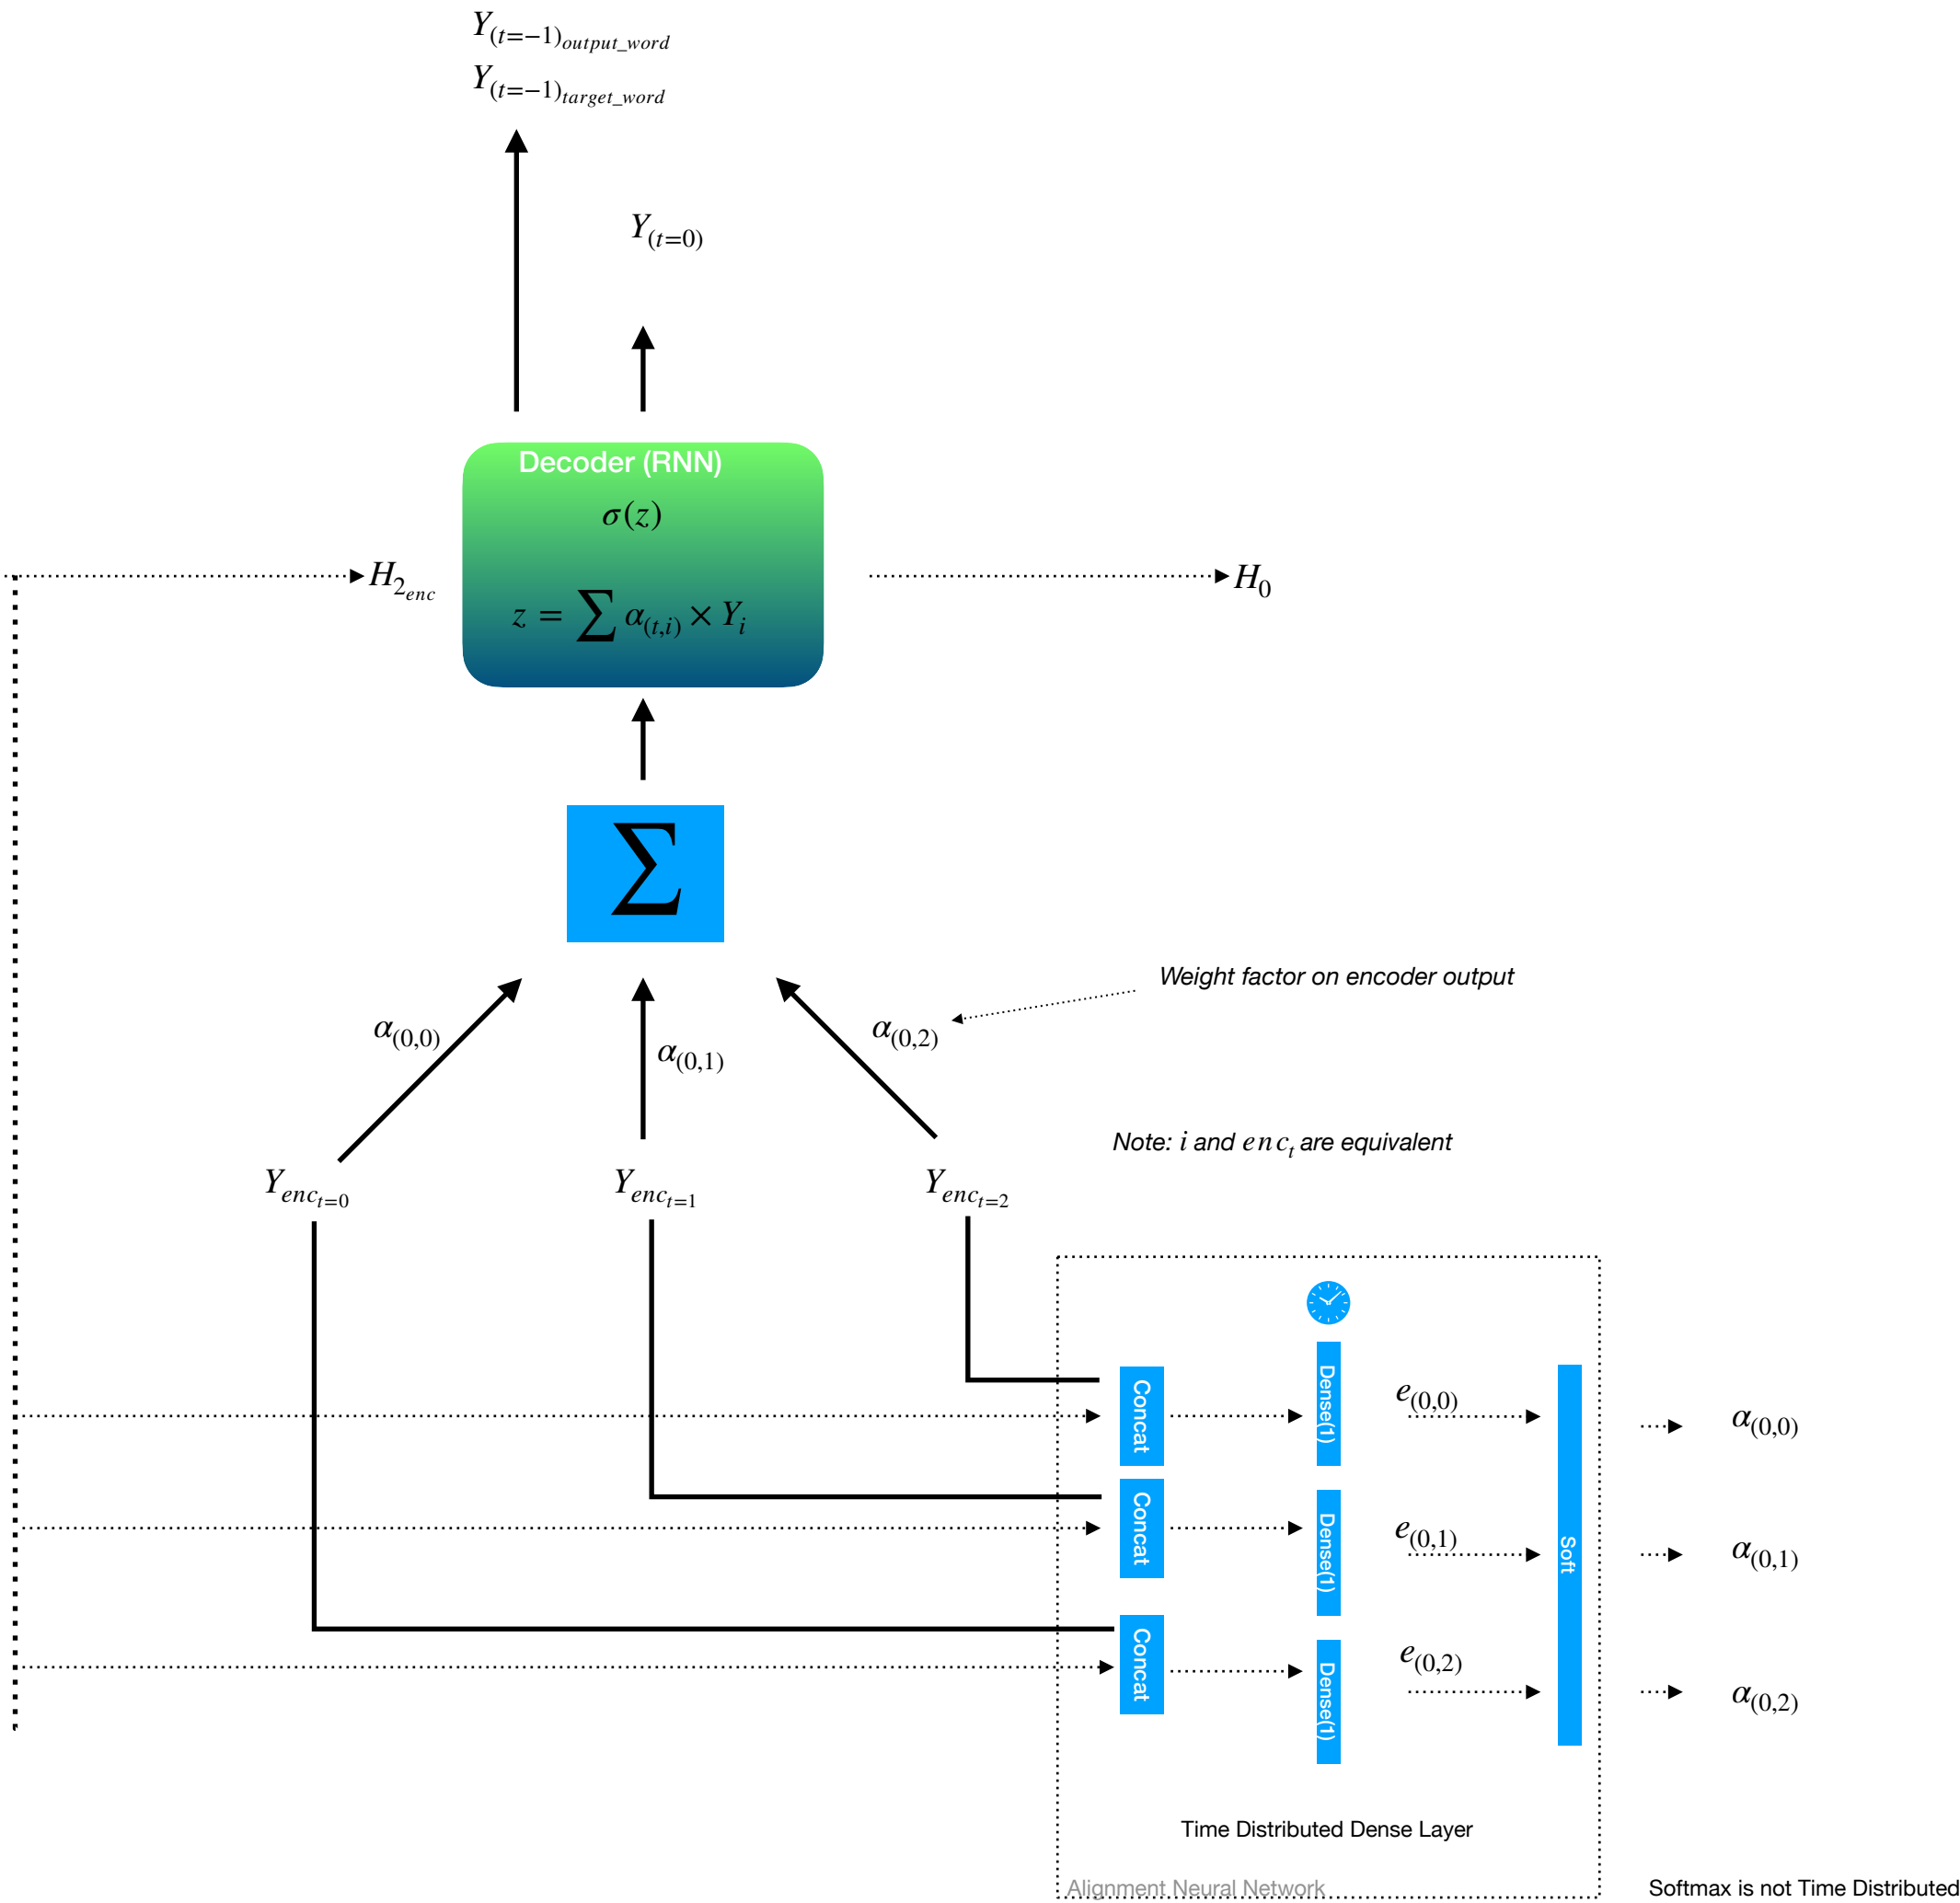 Y(t=−1)output_word
Y(t=−1)target_word
Y(t=0)
Decoder (RNN)
σ(z)
H2enc
H0
z = ∑ α(t,i) × Yi
∑
Weight factor on encoder output
α(0,0)
α(0,1)
α(0,2)
Note: i and enct are equivalent
Yenct=0
Yenct=1
Yenct=2
Concat
Dense(1)
e(0,0)
α(0,0)
Concat
Dense(1)
e(0,1)
Soft
α(0,1)
Concat
Dense(1)
e(0,2)
α(0,2)
Time Distributed Dense Layer
Alignment Neural Network
Softmax is not Time Distributed